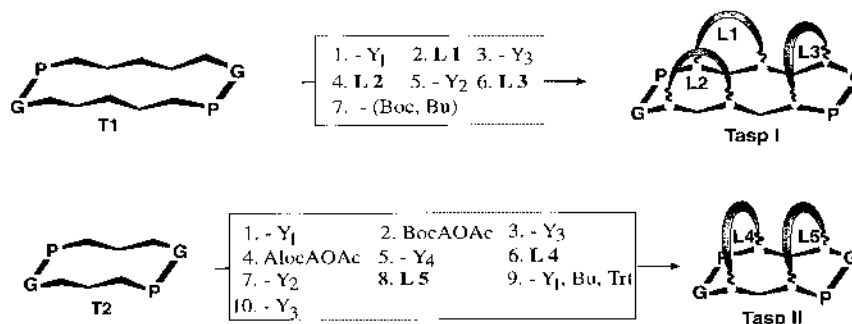 P G
G P
T1
1. - Y₁ 2. L 1 3. - Y₃
4. L 2 5. - Y₂ 6. L 3
7. - (Boc, Bu)
L1 L3
P L2 G
G P
Tasp I
P G
G P
T2
1. - Y₁ 2. BocAOAc 3. - Y₃
4. AlocAOAc 5. - Y₄ 6. L 4
7. - Y₂ 8. L 5 9. - Y₁, Bu, Trt
10. - Y₃
L4 L5
P G
G P
Tasp II